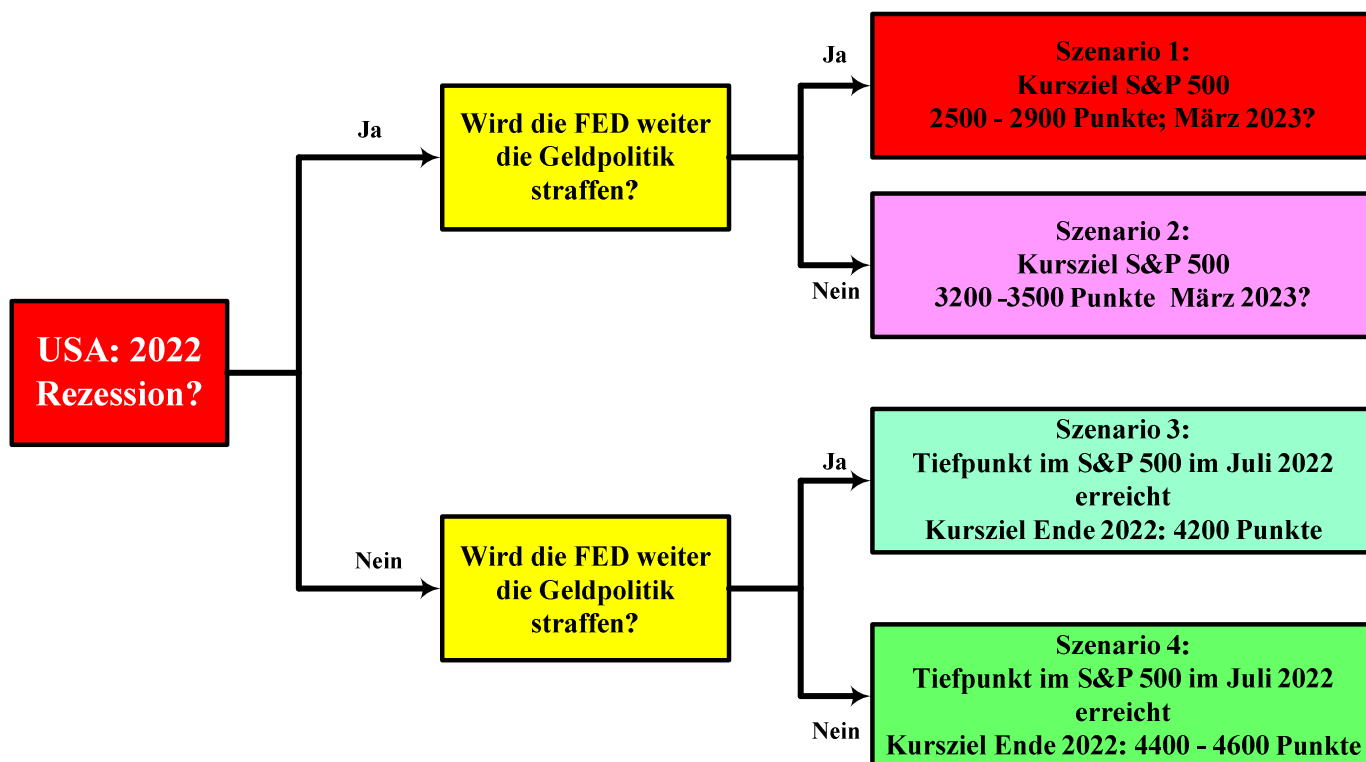 USA: 2022
Rezession?
Ja
Wird die FED weiter
die Geldpolitik
straffen?
Ja
Szenario 1:
Kursziel S&P 500
2500 - 2900 Punkte; März 2023?
Nein
Szenario 2:
Kursziel S&P 500
3200 -3500 Punkte  März 2023?
Nein
Wird die FED weiter
die Geldpolitik
straffen?
Ja
Szenario 3:
Tiefpunkt im S&P 500 im Juli 2022
erreicht
Kursziel Ende 2022: 4200 Punkte
Nein
Szenario 4:
Tiefpunkt im S&P 500 im Juli 2022
erreicht
Kursziel Ende 2022: 4400 - 4600 Punkte